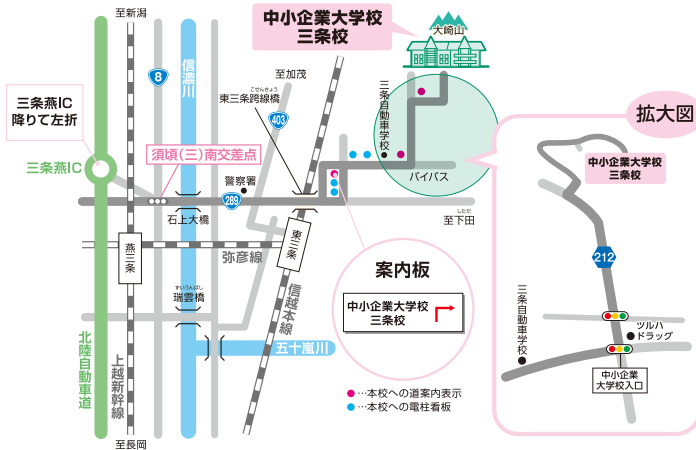 至新潟
中小企業大学校
三条校
大崎山
8
信濃川
至加茂
こせんきょう
東三条跨線橋
403
三条自動車学校
三条燕IC
降りて左折
三条燕IC
須頃(三)南交差点
警察署
289
石上大橋
バイパス
しただ
至下田
燕三条
弥彦線
東三条
すいうんばし
瑞雲橋
信越本線
五十嵐川
北陸自動車道
上越新幹線
至長岡
案内板
中小企業大学校
三条校
●…本校への道案内表示
●…本校への電柱看板
拡大図
中小企業大学校
三条校
212
三条自動車学校
ツルハ
ドラッグ
中小企業
大学校入口